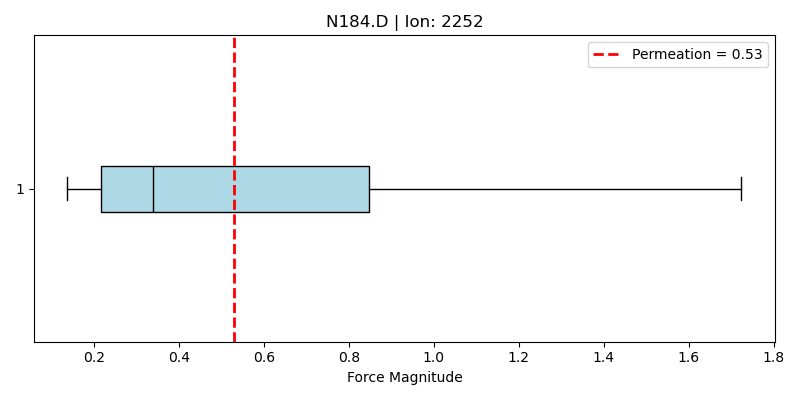 N184.D | Ion: 2252
Permeation = 0.53
1
0.2 0.4 0.6 0.8 1.0 1.2 1.4 1.6 1.8
Force Magnitude